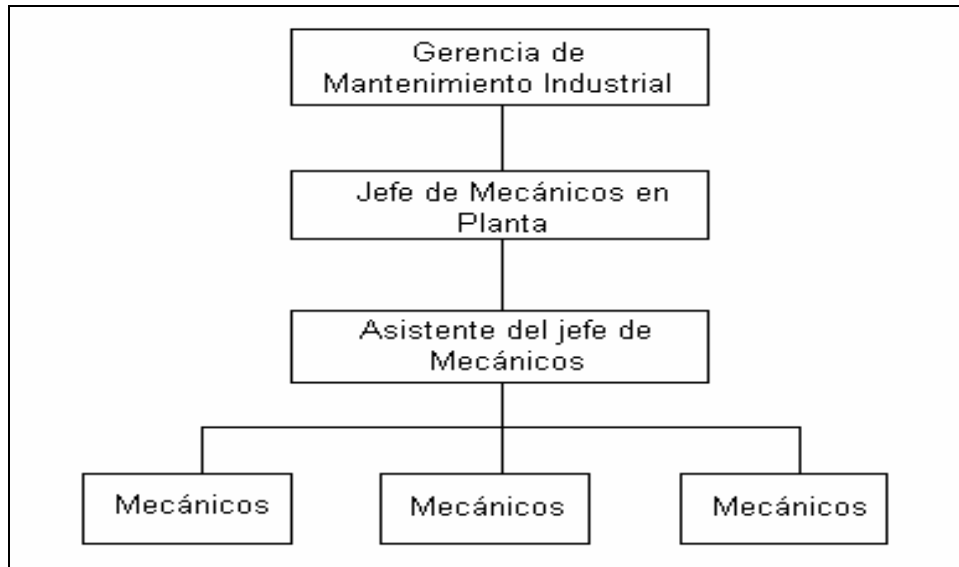 Gerencia de
Mantenimiento Industrial
Jefe de Mecánicos en
Planta
Asistente del jefe de
Mecánicos
Mecánicos
Mecánicos
Mecánicos